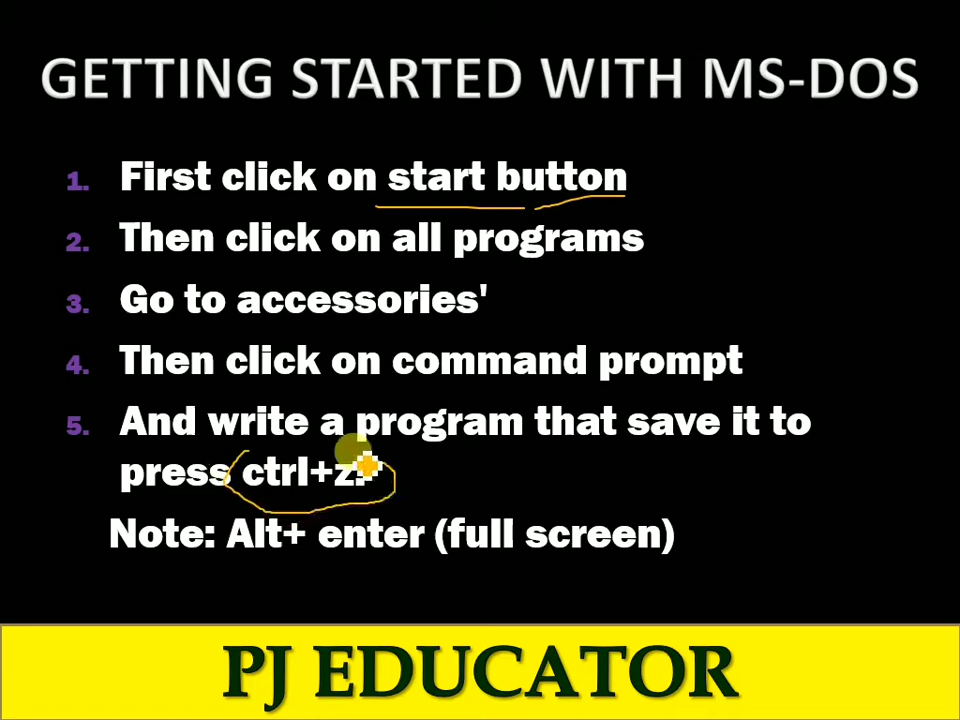 GETTING STARTED WITH MS-DOS
1. First click on start button
2. Then click on all programs
3. Go to accessories'
4. Then click on command prompt
5. And write a program that save it to
press ctrl+z.
Note: Alt+ enter (full screen)
PJ EDUCATOR